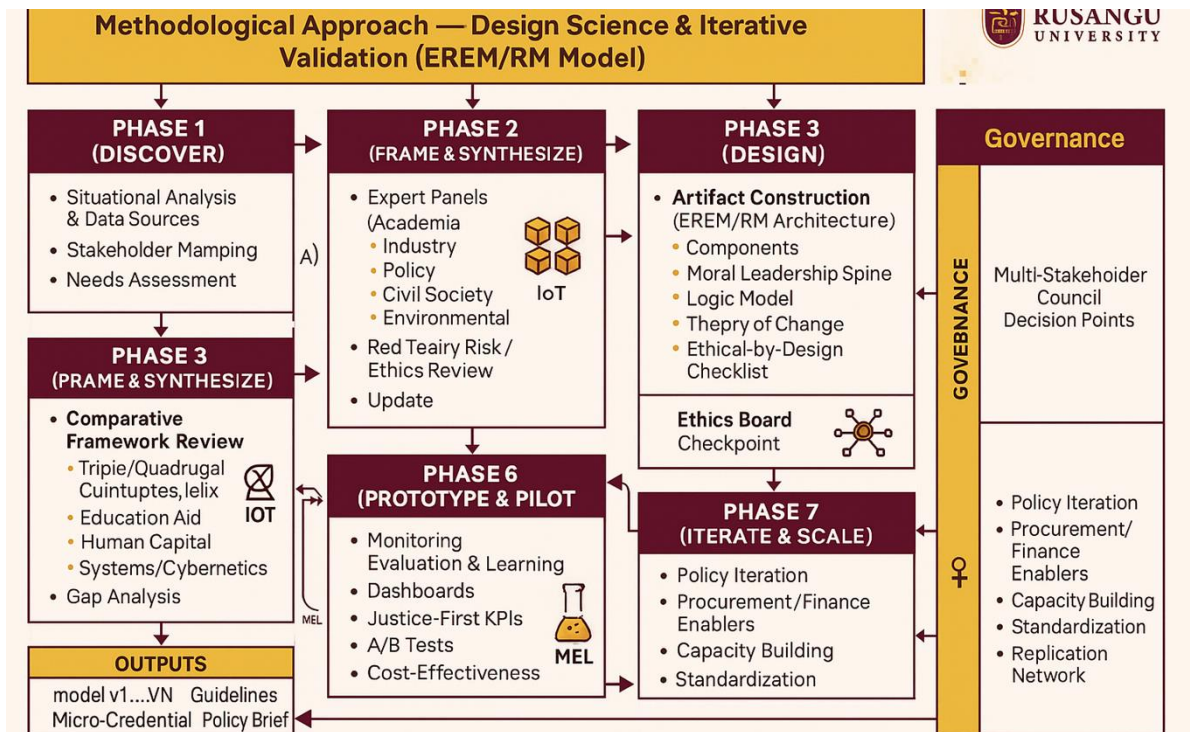 Methodological Approach — Design Science & Iterative
Validation (EREM/RM Model)
RUSANGU
UNIVERSITY
PHASE 1
(DISCOVER)
• Situational Analysis
& Data Sources
• Stakeholder Mamping
• Needs Assessment
A)
PHASE 2
(FRAME & SYNTHESIZE)
• Expert Panels
(Academia
• Industry
• Policy
• Civil Society
• Environmental
• Red Teairy Risk /
Ethics Review
• Update
IoT
PHASE 3
(DESIGN)
• Artifact Construction
(EREM/RM Architecture)
• Components
• Moral Leadership Spine
• Logic Model
• Thepry of Change
• Ethical-by-Design
Checklist
Ethics Board
Checkpoint
Governance
GOVEBNANCE
Multi-Stakehoider
Council
Decision Points
• Policy Iteration
• Procurement/
Finance
Enablers
• Capacity Building
• Standardization
• Replication
Network
PHASE 3
(PRAME & SYNTHESIZE)
• Comparative
Framework Review
• Tripie/Quadrugal
Cuintuptes, lelix
• Education Aid
• Human Capital
• Systems/Cybernetics
• Gap Analysis
IOT
MEL
PHASE 6
(PROTOTYPE & PILOT
• Monitoring
Evaluation & Learning
• Dashboards
• Justice-First KPIs
• A/B Tests
• Cost-Effectiveness
MEL
PHASE 7
(ITERATE & SCALE)
• Policy Iteration
• Procurement/Finance
Enablers
• Capacity Building
• Standardization
OUTPUTS
model v1....VN Guidelines
Micro-Credential Policy Brief